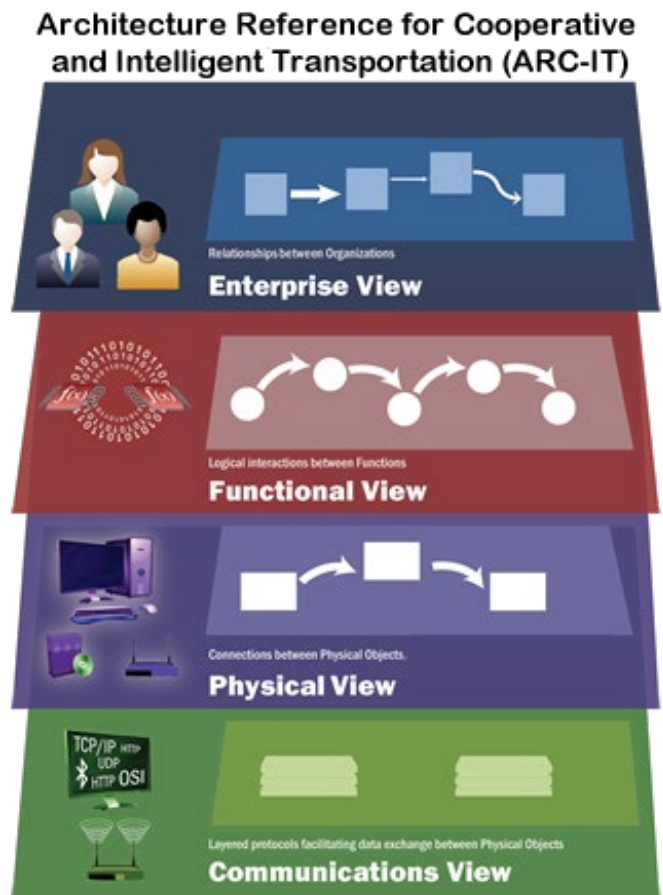 Architecture Reference for Cooperative
and Intelligent Transportation (ARC-IT)
Relationships between Organizations
Enterprise View
f(x) f(x)
Logical interactions between Functions
Functional View
Connections between Physical Objects.
Physical View
TCP/IP HTTP
UDP
HTTP OSI
Layered protocols facilitating data exchange between Physical Objects
Communications View